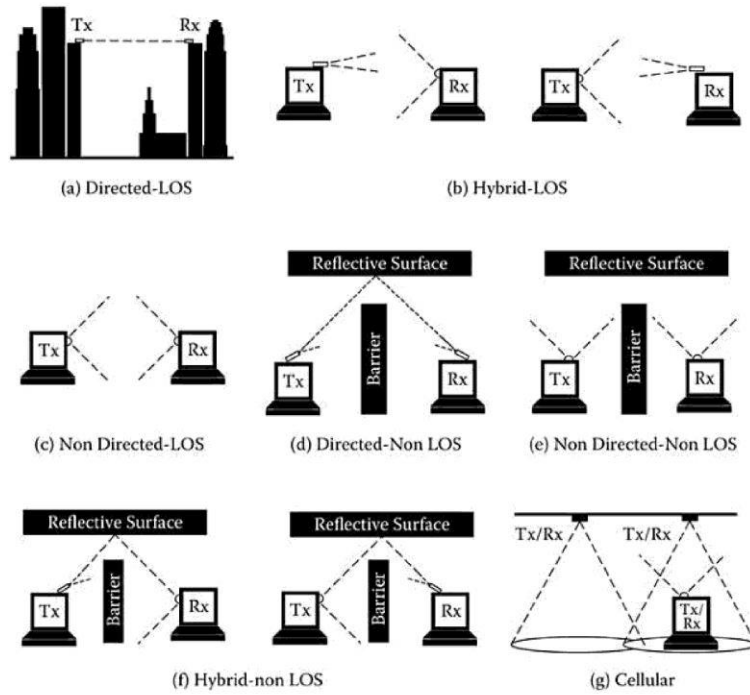 Tx Rx
Tx Rx Tx Rx
(a) Directed-LOS
(b) Hybrid-LOS
Reflective Surface Reflective Surface
Tx Rx Tx Barrier Rx Tx Barrier Rx
(c) Non Directed-LOS
(d) Directed-Non LOS
(e) Non Directed-Non LOS
Reflective Surface Reflective Surface
Tx/Rx Tx/Rx
Tx Barrier Rx Tx Barrier Rx Tx/
Rx
(f) Hybrid-non LOS
(g) Cellular